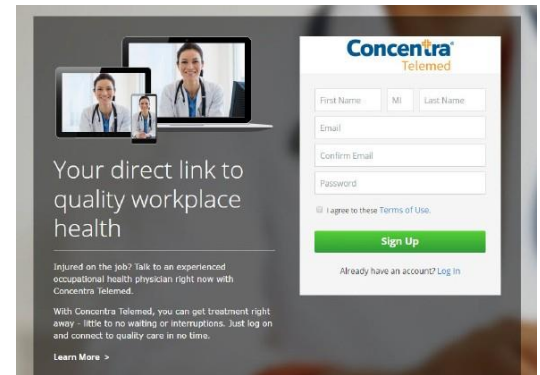 Your direct link to
quality workplace
health
Injured on the job? Talk to an experienced
occupational health physician right now with
Concentra Telemed.
With Concentra Telemed, you can get treatment right
away - little to no waiting or interruptions. Just log on
and connect to quality care in no time.
Learn More >
Concentra
Telemed
First Name MI Last Name
Email
Confirm Email
Password
I agree to these Terms of Use.
Sign Up
Already have an account? Log In